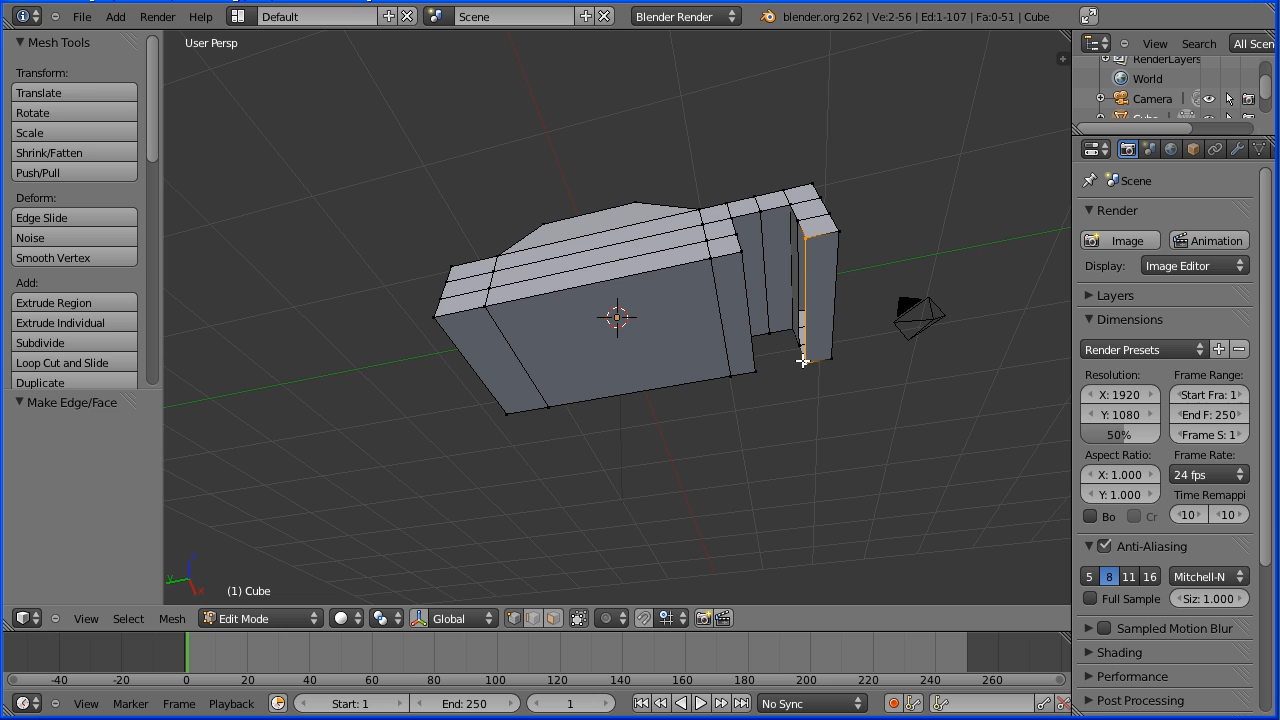 File Add Render Help Default Scene Blender Render blender.org 262 | Ve:2-56 | Ed:1-107 | Fa:0-51 | Cube
Mesh Tools
Transform:
Translate
Rotate
Scale
Shrink/Fatten
Push/Pull
Deform:
Edge Slide
Noise
Smooth Vertex
Add:
Extrude Region
Extrude Individual
Subdivide
Loop Cut and Slide
Duplicate
Make Edge/Face
User Persp
(1) Cube
View Search All Scen
RenderLayers
World
Camera
Scene
Render
Image Animation
Display: Image Editor
Layers
Dimensions
Render Presets
Resolution: Frame Range:
X: 1920 Start Fra: 1
Y: 1080 End F: 250
50% Frame S: 1
Aspect Ratio: Frame Rate:
X: 1.000 24 fps
Y: 1.000 Time Remappi
Bo Cr 10 10
Anti-Aliasing
5 8 11 16 Mitchell-N
Full Sample Siz: 1.000
Sampled Motion Blur
Shading
Performance
Post Processing
View Select Mesh Edit Mode Global
-40 -20 0 20 40 60 80 100 120 140 160 180 200 220 240 260
View Marker Frame Playback Start: 1 End: 250 1 No Sync